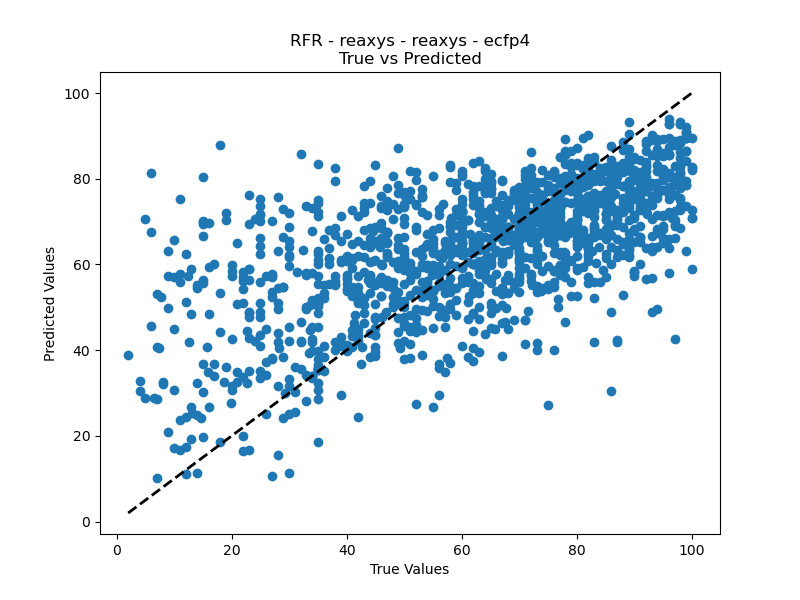 RFR - reaxys - reaxys - ecfp4
True vs Predicted
100
80
60
40
20
0
Predicted Values
0 20 40 60 80 100
True Values